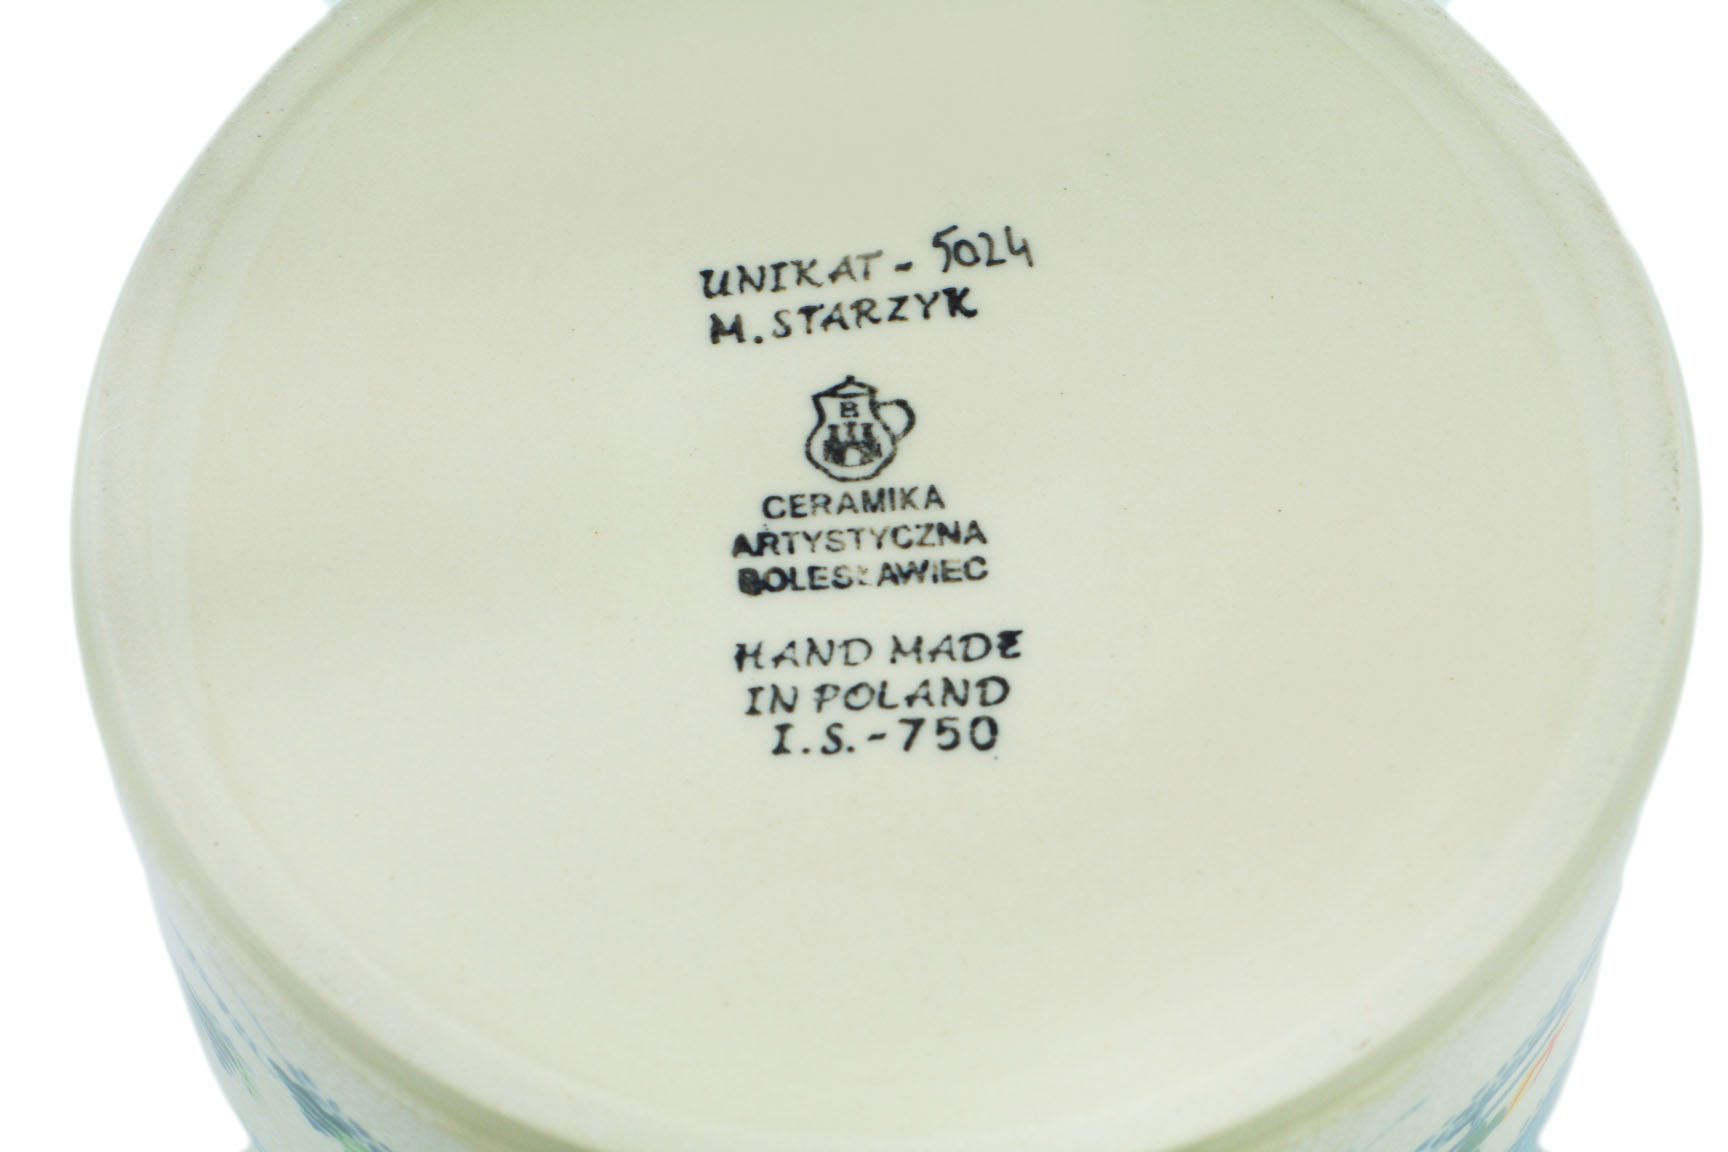 UNIKAT - 5024
M. STARZYK
B
CERAMIKA
ARTYSTYCZNA
BOLESŁAWIEC
HAND MADE
IN POLAND
I.S.-750